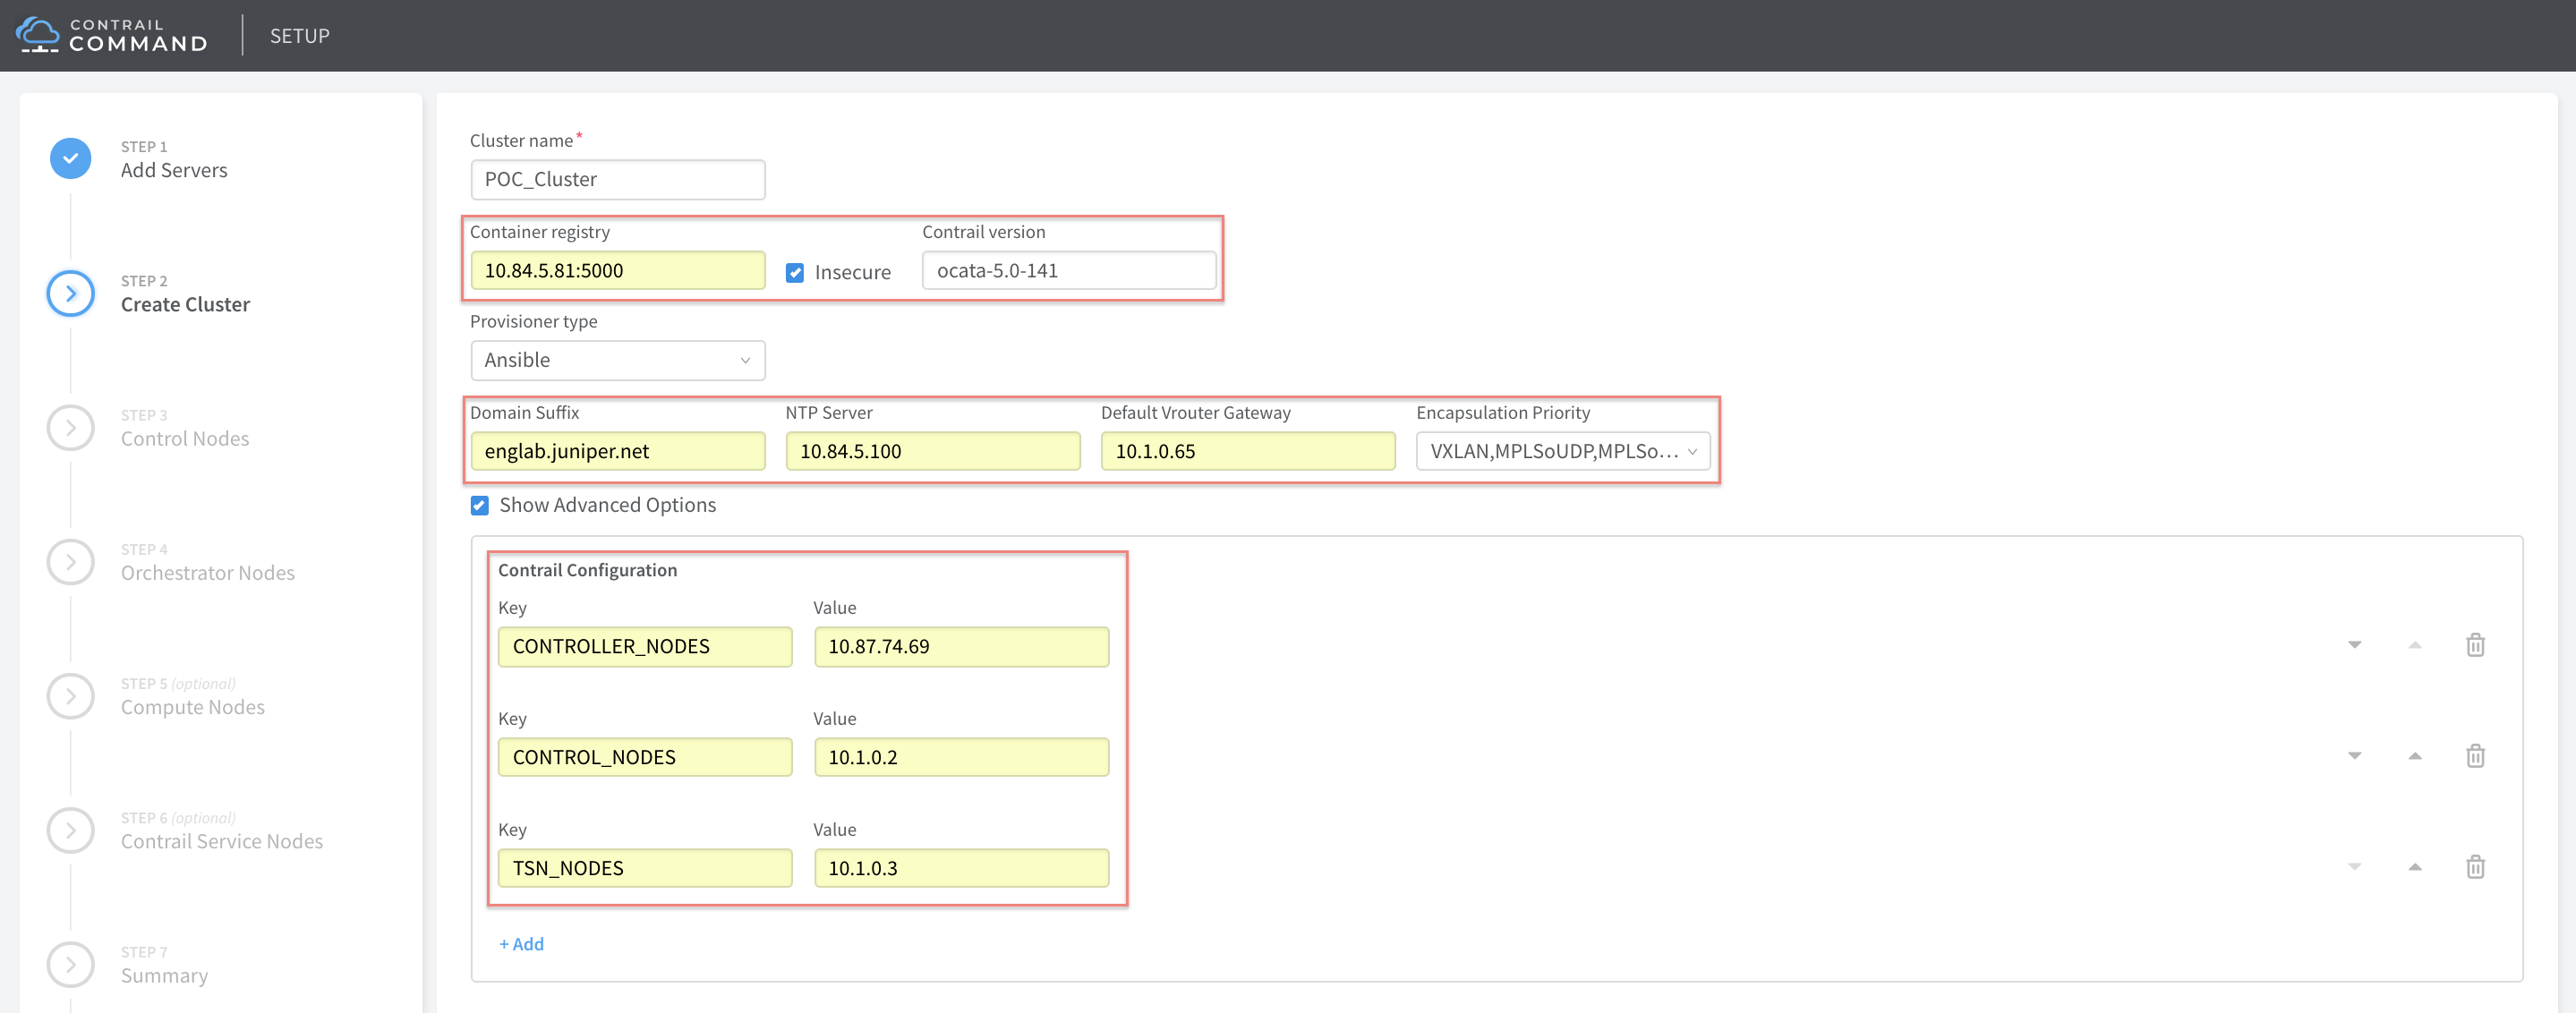 CONTRAIL
COMMAND
SETUP
STEP 1
Add Servers
STEP 2
Create Cluster
STEP 3
Control Nodes
STEP 4
Orchestrator Nodes
STEP 5 (optional)
Compute Nodes
STEP 6 (optional)
Contrail Service Nodes
STEP 7
Summary
Cluster name*
POC_Cluster
Container registry
Contrail version
10.84.5.81:5000
Insecure
ocata-5.0-141
Provisioner type
Ansible
Domain Suffix
NTP Server
Default Vrouter Gateway
Encapsulation Priority
englab.juniper.net
10.84.5.100
10.1.0.65
VXLAN,MPLSoUDP,MPLSo...
Show Advanced Options
Contrail Configuration
Key
Value
CONTROLLER_NODES
10.87.74.69
Key
Value
CONTROL_NODES
10.1.0.2
Key
Value
TSN_NODES
10.1.0.3
+ Add